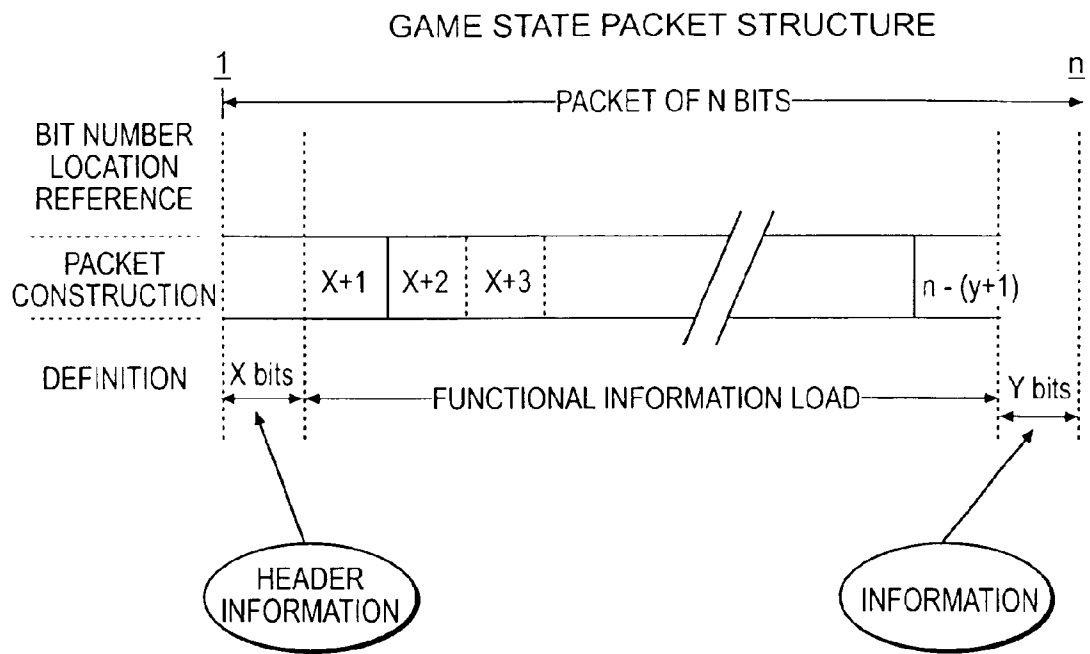 GAME STATE PACKET STRUCTURE
1
n
PACKET OF N BITS
BIT NUMBER
LOCATION
REFERENCE
PACKET
CONSTRUCTION
X+1
X+2
X+3
n - (y+1)
DEFINITION
X bits
FUNCTIONAL INFORMATION LOAD
Y bits
HEADER
INFORMATION
INFORMATION